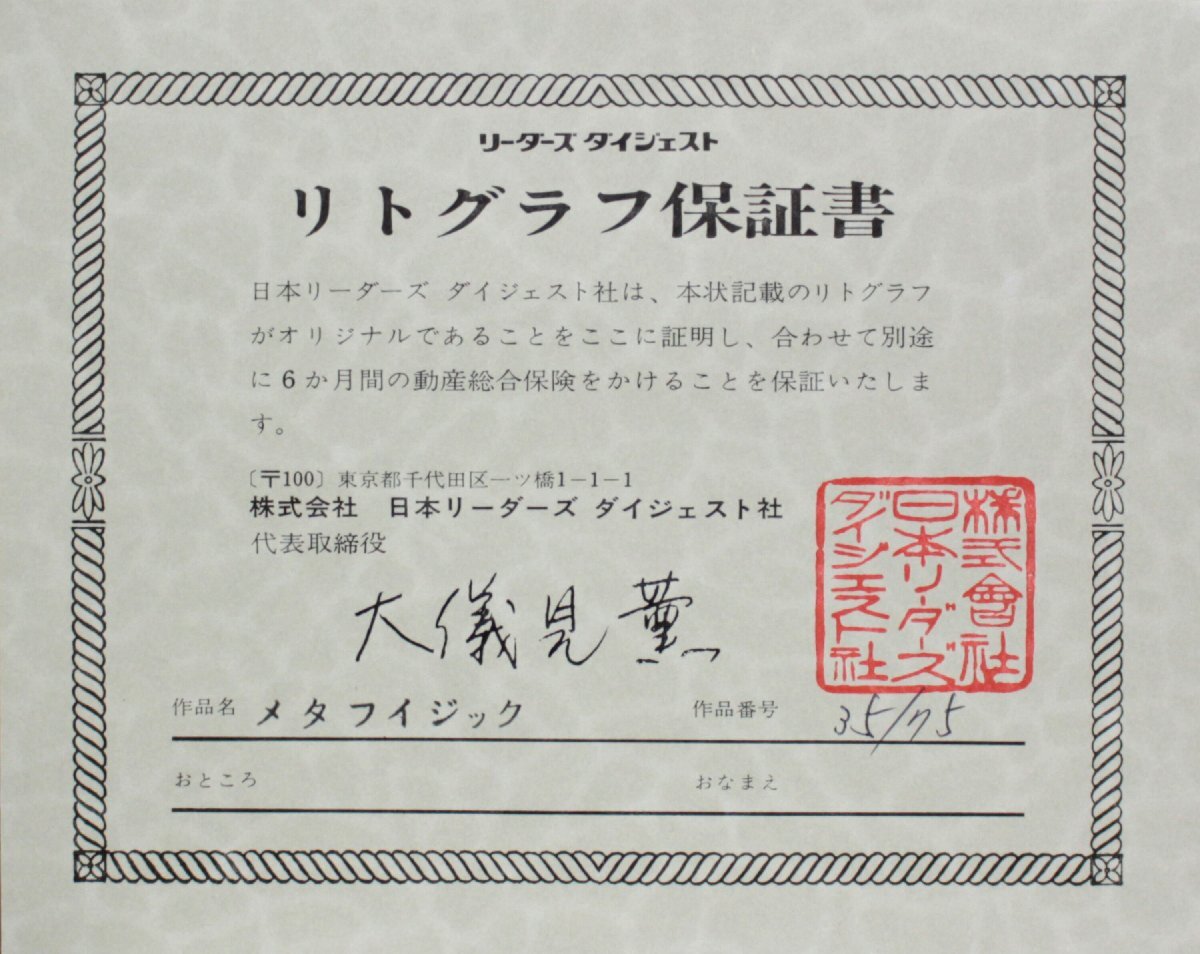 リーダーズ ダイジェスト
リトグラフ保証書
日本リーダーズ ダイジェスト社は、本状記載のリトグラフ
がオリジナルであることをここに証明し、合わせて別途
に6か月間の動産総合保険をかけることを保証いたしま
す。
〔〒100〕東京都千代田区一ツ橋1-1-1
株式会社 日本リーダーズ ダイジェスト社
代表取締役
大儀見薫
株式會社
日本リーダーズ
ダイジェスト社
作品名 メタフイジック 作品番号 35/75
おところ おなまえ